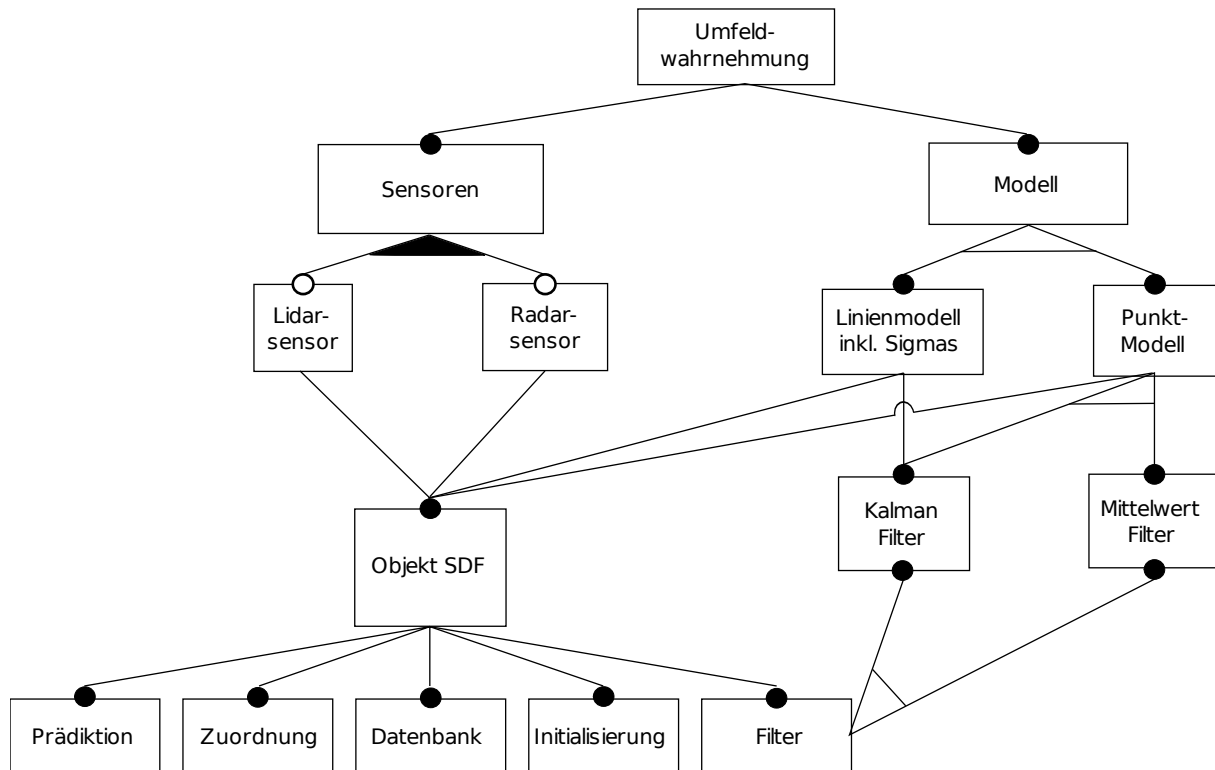 Umfeld-
wahrnehmung
Sensoren
Modell
Lidar-
sensor
Radar-
sensor
Linienmodell
inkl. Sigmas
Punkt-
Modell
Objekt SDF
Kalman
Filter
Mittelwert
Filter
Prädiktion
Zuordnung
Datenbank
Initialisierung
Filter